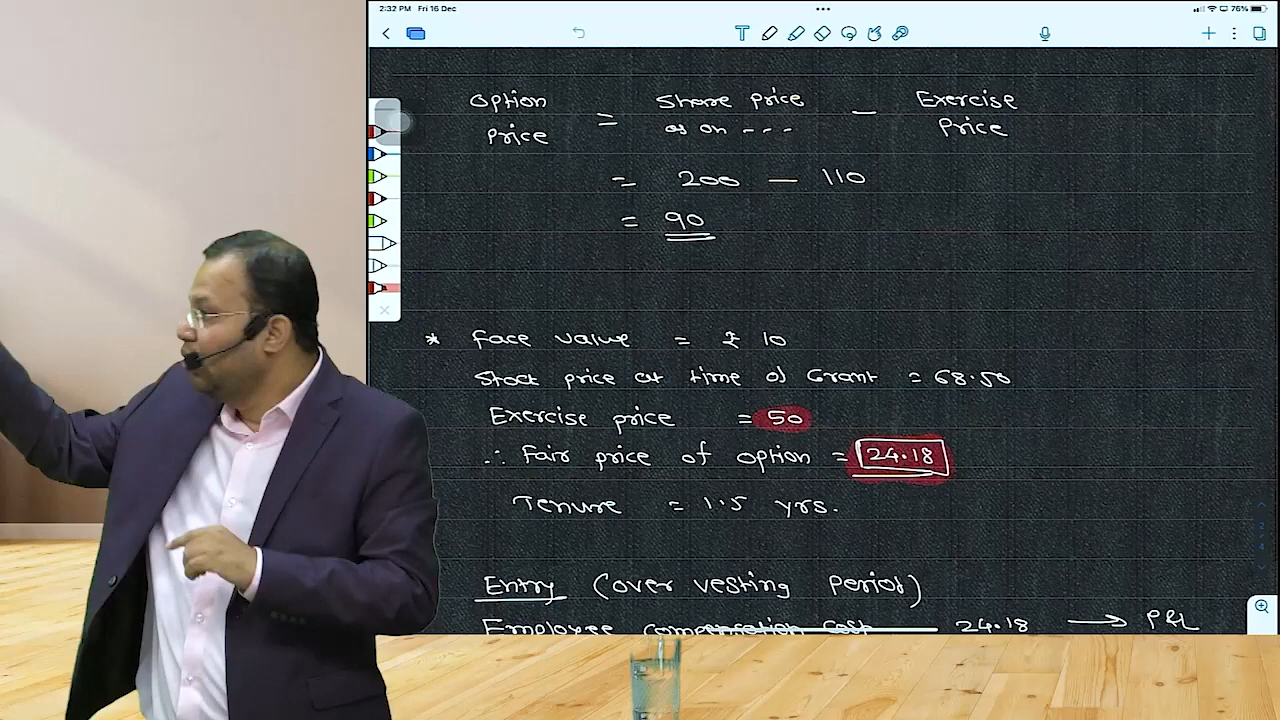 2:32 PM Fri 16 Dec
76%
Option Share price Exercise
Price = as on --- — Price
= 200 — 110
= 90
* Face value = ₹ 10
Stock price at time of Grant = 68.50
Exercise price = 50
∴ Fair price of option = 24.18
Tenure = 1.5 yrs.
Entry (over vesting Period)
Employee compensation cost 24.18 → P&L